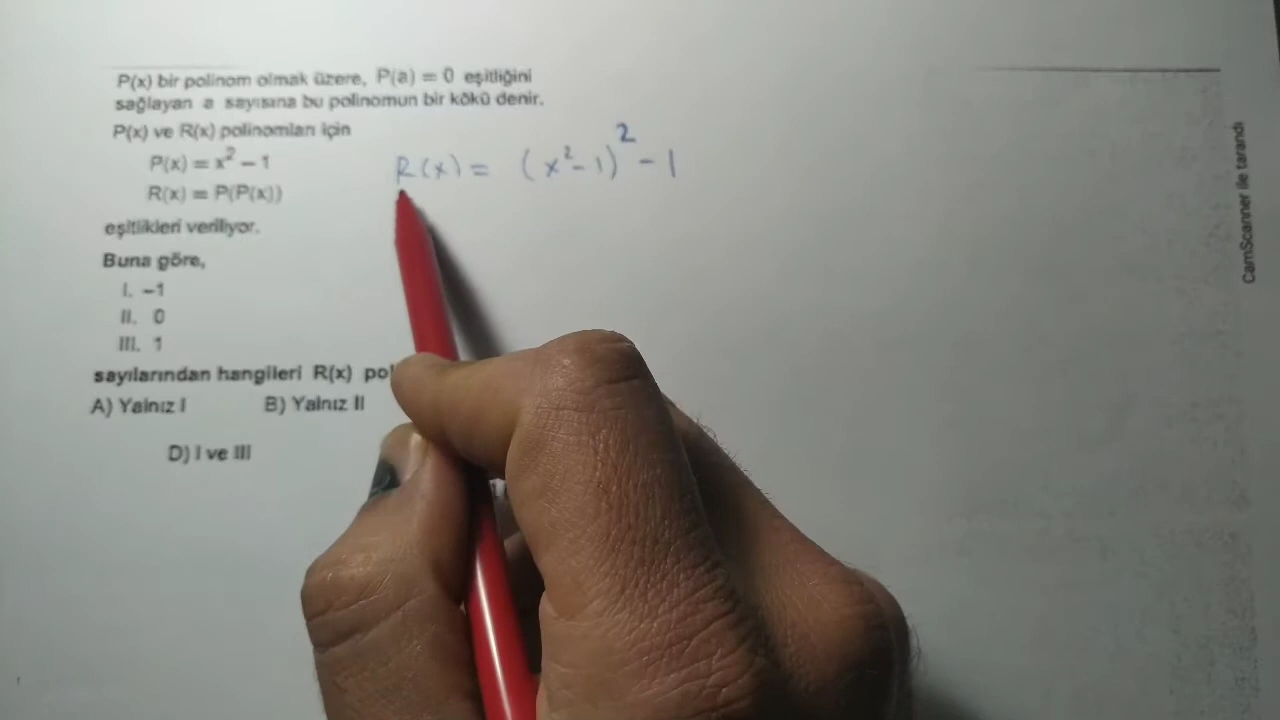 P(x) bir polinom olmak üzere, P(a) = 0 eşitliğini
sağlayan a sayısına bu polinomun bir kökü denir.
P(x) ve R(x) polinomları için
P(x) = x² − 1
R(x) = P(P(x))
R(x) = (x² − 1)² − 1
eşitlikleri veriliyor.
Buna göre,
I. −1
II. 0
III. 1
sayılarından hangileri R(x)
A) Yalnız I B) Yalnız II
D) I ve III
CamScanner ile tarandı